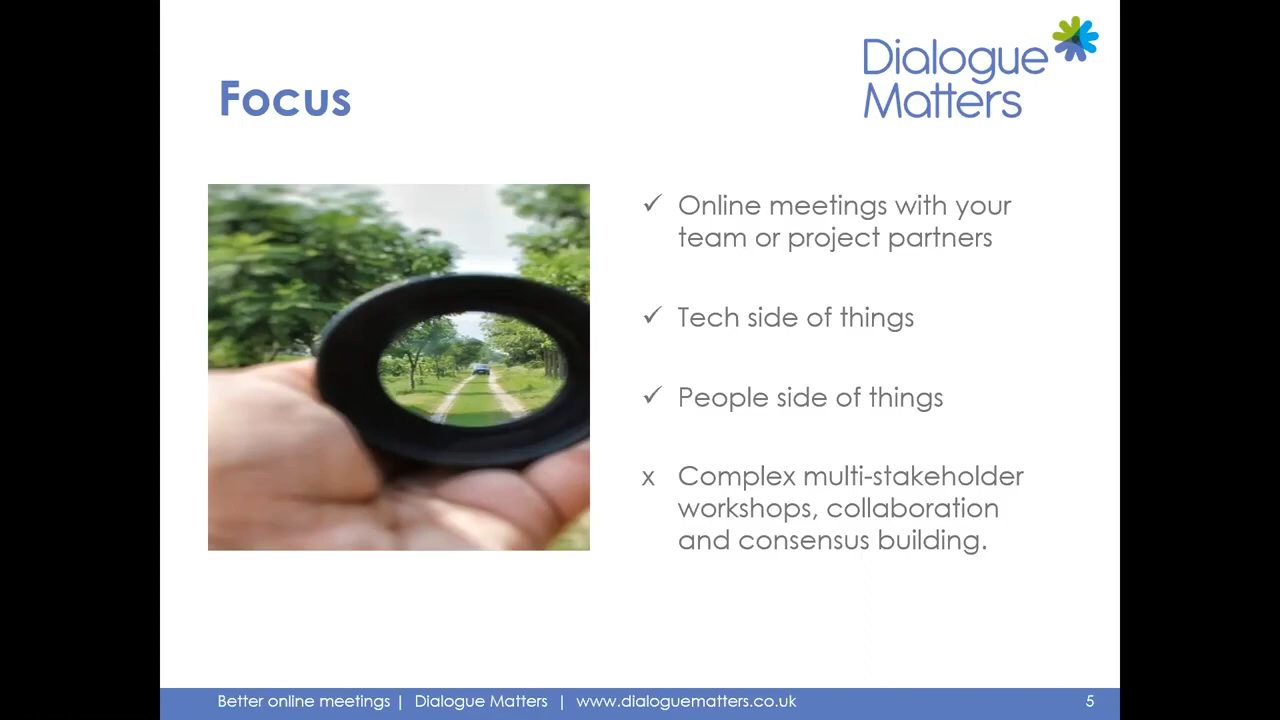 Dialogue
Matters
Focus
✓ Online meetings with your
team or project partners
✓ Tech side of things
✓ People side of things
x Complex multi-stakeholder
workshops, collaboration
and consensus building.
Better online meetings | Dialogue Matters | www.dialoguematters.co.uk 5